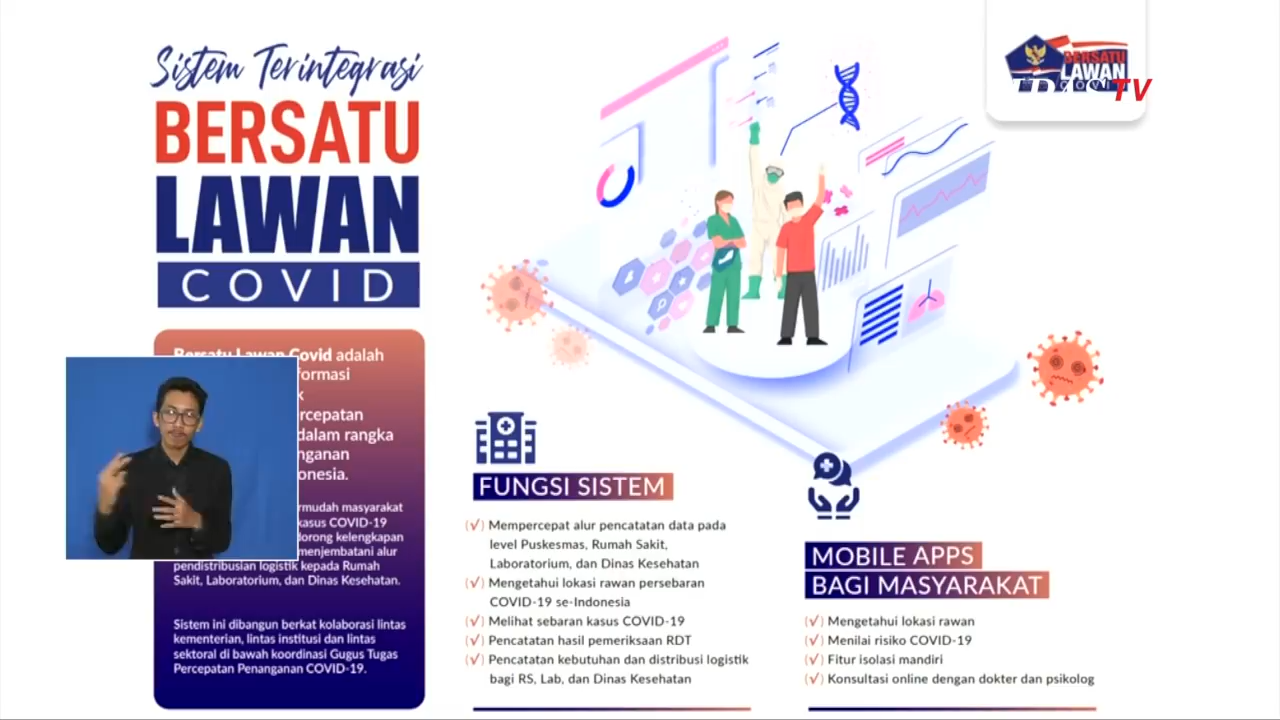 Sistem Terintegrasi
BERSATU
LAWAN
COVID
BERSATU
LAWAN
TV
Bersatu Lawan Covid adalah
formasi
k
rcepatan
dalam rangka
nganan
onesia.
rmudah masyarakat
kasus COVID-19
dorong kelengkapan
menjembatani alur
pendistribusian logistik kepada Rumah
Sakit, Laboratorium, dan Dinas Kesehatan.
Sistem ini dibangun berkat kolaborasi lintas
kementerian, lintas institusi dan lintas
sektoral di bawah koordinasi Gugus Tugas
Percepatan Penanganan COVID-19.
FUNGSI SISTEM
(√) Mempercepat alur pencatatan data pada
level Puskesmas, Rumah Sakit,
Laboratorium, dan Dinas Kesehatan
(√) Mengetahui lokasi rawan persebaran
COVID-19 se-Indonesia
(√) Melihat sebaran kasus COVID-19
(√) Pencatatan hasil pemeriksaan RDT
(√) Pencatatan kebutuhan dan distribusi logistik
bagi RS, Lab, dan Dinas Kesehatan
MOBILE APPS
BAGI MASYARAKAT
(√) Mengetahui lokasi rawan
(√) Menilai risiko COVID-19
(√) Fitur isolasi mandiri
(√) Konsultasi online dengan dokter dan psikolog